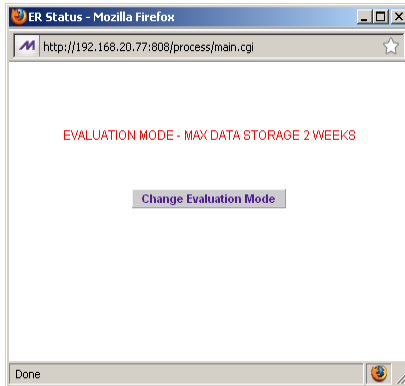 ER Status - Mozilla Firefox
http://192.168.20.77:808/process/main.cgi
EVALUATION MODE - MAX DATA STORAGE 2 WEEKS
Change Evaluation Mode
Done